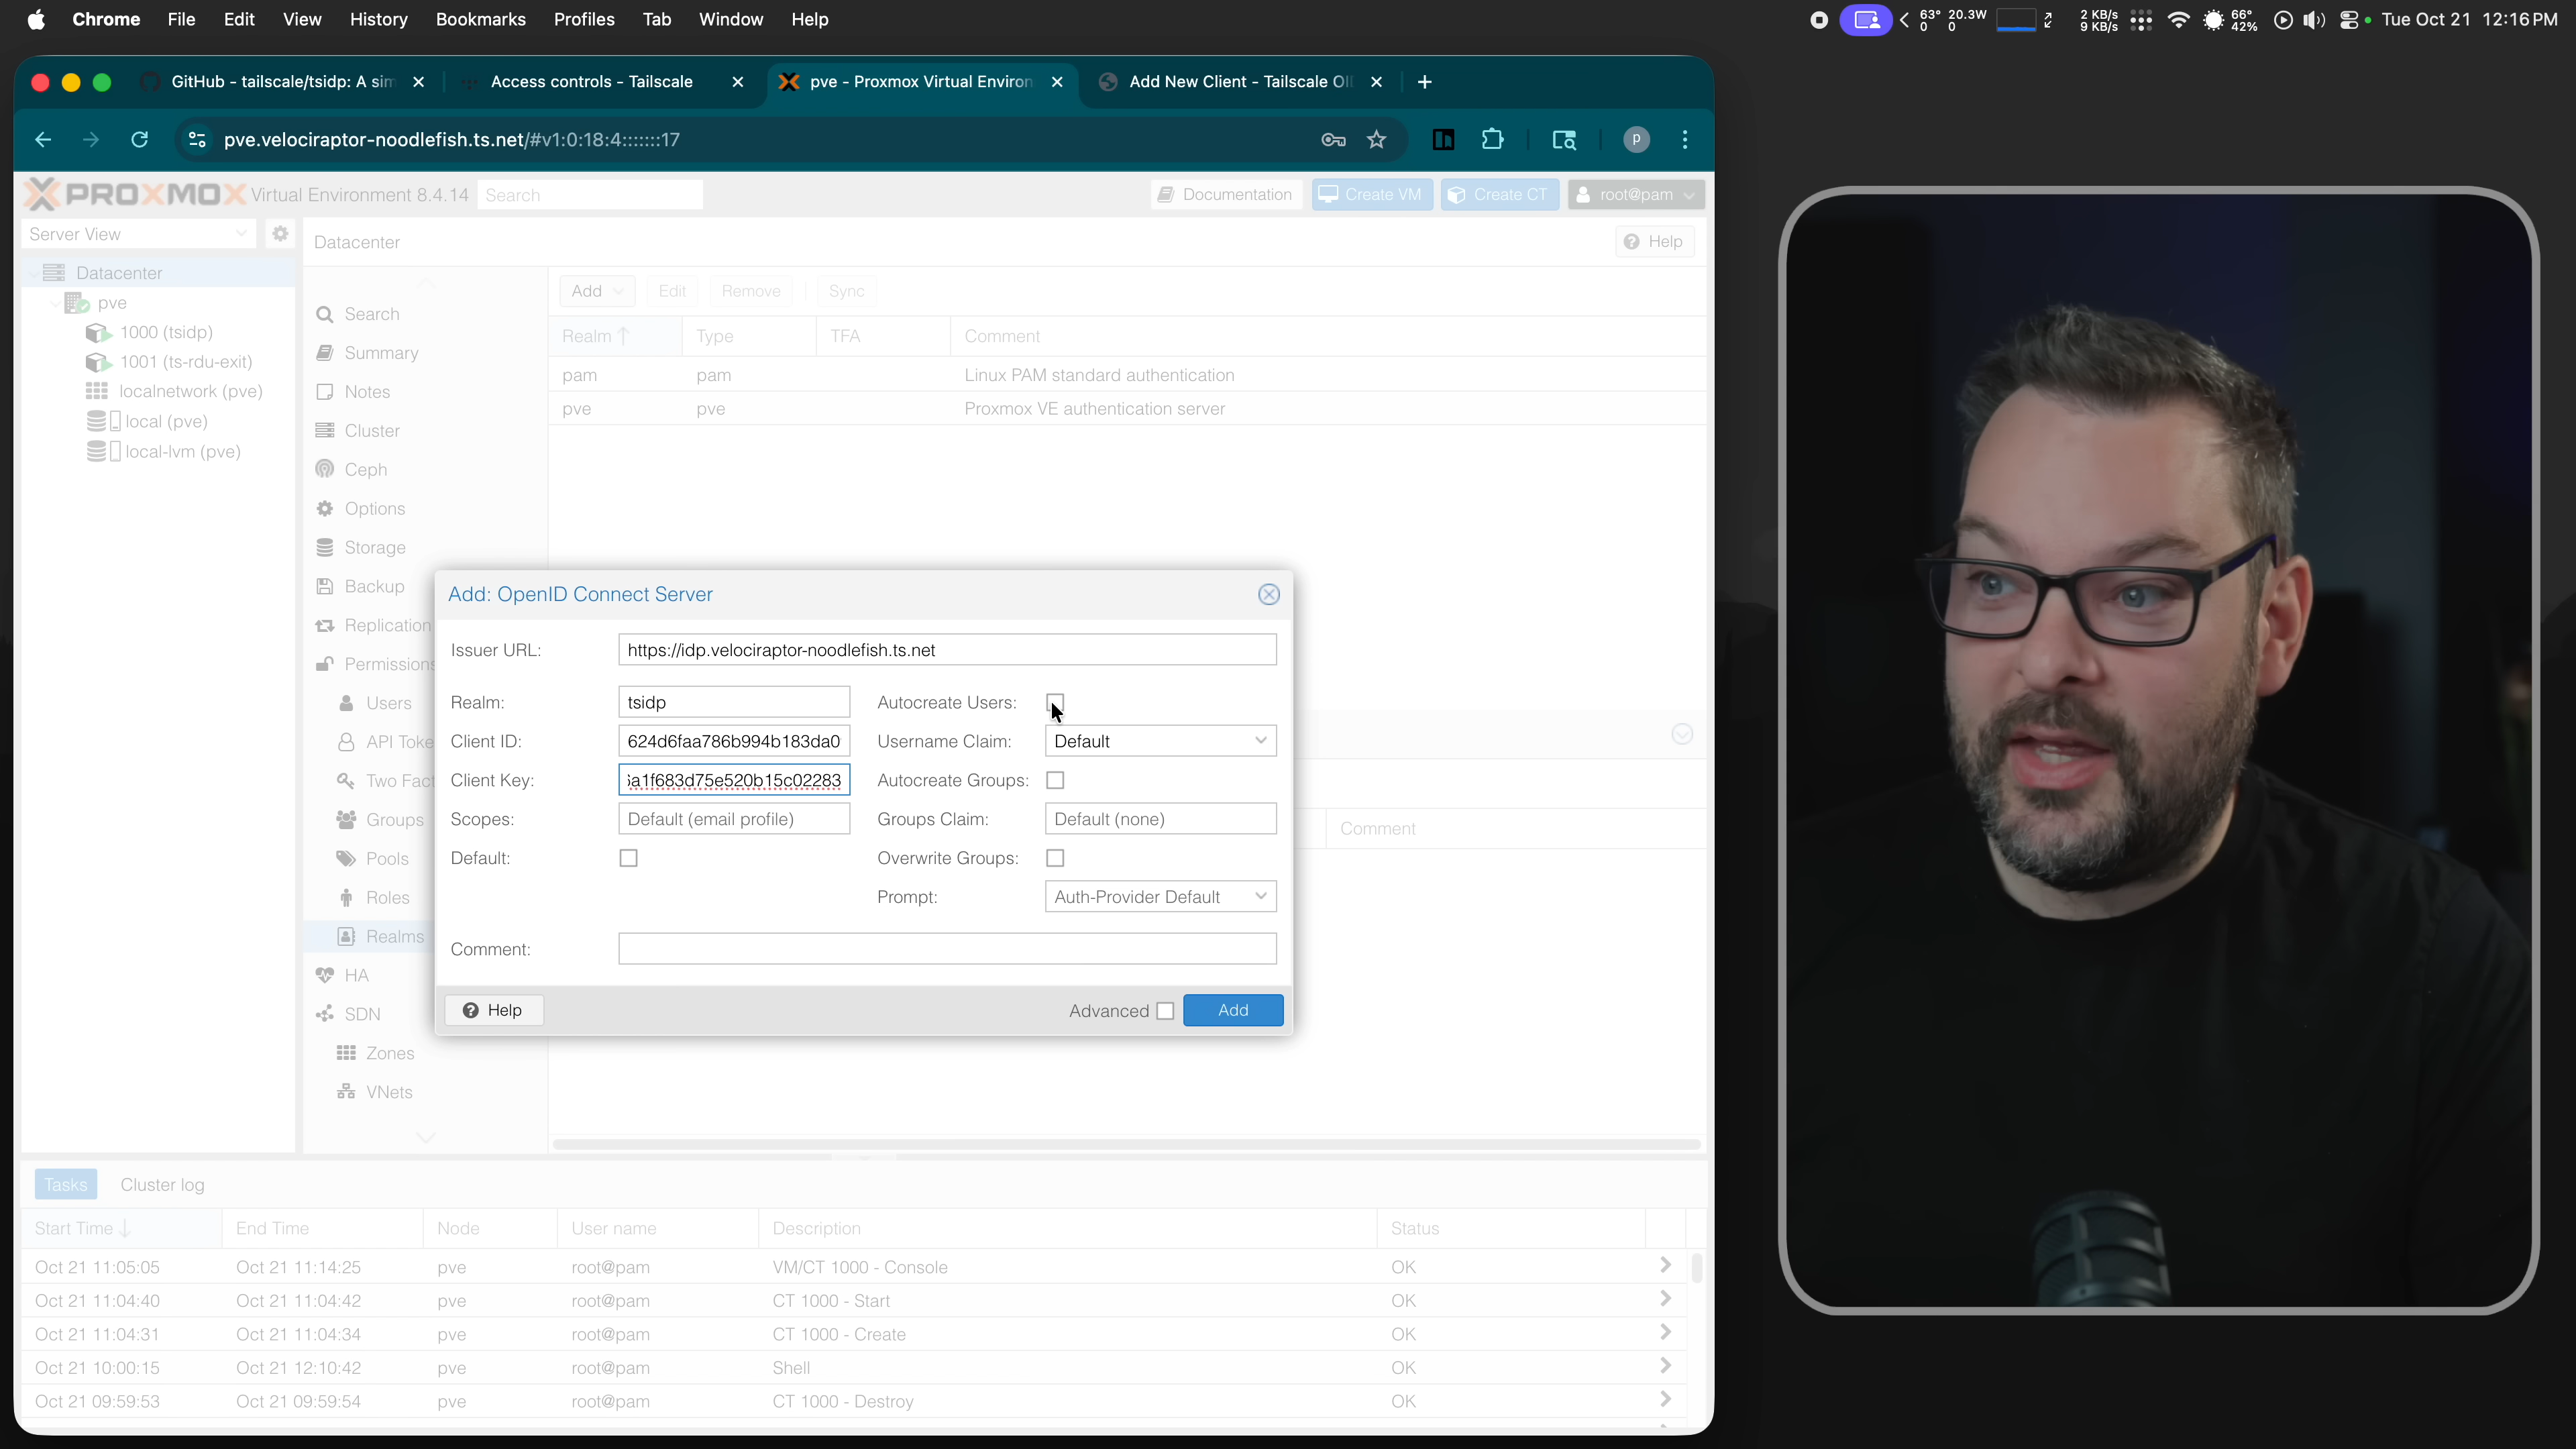 Chrome File Edit View History Bookmarks Profiles Tab Window Help
63° 0 20.3W 0 2 KB/s 9 KB/s 66° 42% Tue Oct 21 12:16 PM
GitHub - tailscale/tsidp: A sim
Access controls - Tailscale
pve - Proxmox Virtual Environ
Add New Client - Tailscale OI
pve.velociraptor-noodlefish.ts.net/#v1:0:18:4:::::::17
p
PROXMOX Virtual Environment 8.4.14 Search
Documentation Create VM Create CT root@pam
Server View
Datacenter
pve
1000 (tsidp)
1001 (ts-rdu-exit)
localnetwork (pve)
local (pve)
local-lvm (pve)
Datacenter Help
Search
Summary
Notes
Cluster
Ceph
Options
Storage
Backup
Replication
Permissions
Users
API Toke
Two Fact
Groups
Pools
Roles
Realms
HA
SDN
Zones
VNets
Add Edit Remove Sync
Realm Type TFA Comment
pam pam Linux PAM standard authentication
pve pve Proxmox VE authentication server
Comment
Add: OpenID Connect Server
Issuer URL: https://idp.velociraptor-noodlefish.ts.net
Realm: tsidp Autocreate Users:
Client ID: 624d6faa786b994b183da0 Username Claim: Default
Client Key: a1f683d75e520b15c02283 Autocreate Groups:
Scopes: Default (email profile) Groups Claim: Default (none)
Default: Overwrite Groups:
Prompt: Auth-Provider Default
Comment:
Help Advanced Add
Tasks Cluster log
Start Time End Time Node User name Description Status
Oct 21 11:05:05 Oct 21 11:14:25 pve root@pam VM/CT 1000 - Console OK
Oct 21 11:04:40 Oct 21 11:04:42 pve root@pam CT 1000 - Start OK
Oct 21 11:04:31 Oct 21 11:04:34 pve root@pam CT 1000 - Create OK
Oct 21 10:00:15 Oct 21 12:10:42 pve root@pam Shell OK
Oct 21 09:59:53 Oct 21 09:59:54 pve root@pam CT 1000 - Destroy OK